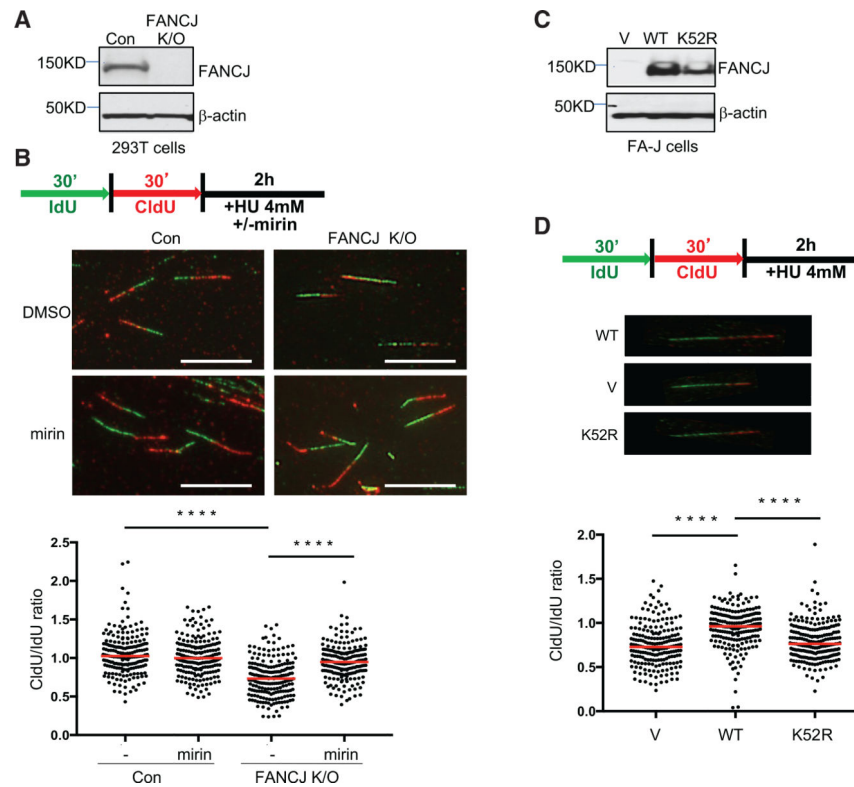 A
Con
FANCJ
K/O
150KD
FANCJ
50KD
β-actin
293T cells
B
30' 30' 2h
IdU CldU +HU 4mM
+/-mirin
Con FANCJ K/O
DMSO
mirin
****
****
CldU/IdU ratio
2.5
2.0
1.5
1.0
0.5
0.0
- mirin - mirin
Con FANCJ K/O
C
V WT K52R
150KD
FANCJ
50KD
β-actin
FA-J cells
D
30' 30' 2h
IdU CldU +HU 4mM
WT
V
K52R
**** ****
CldU/IdU ratio
2.0
1.5
1.0
0.5
0.0
V WT K52R